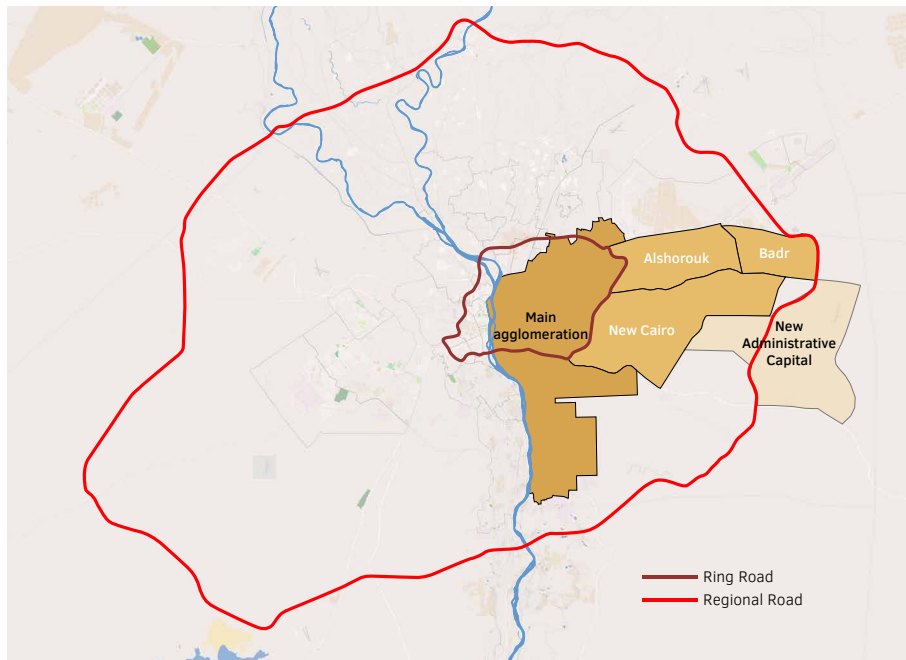 Alshorouk
Badr
Main
agglomeration
New Cairo
New
Administrative
Capital
Ring Road
Regional Road